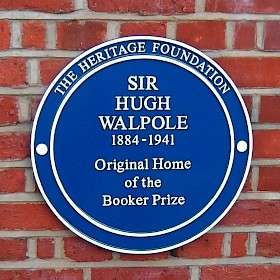 THE HERITAGE FOUNDATION
SIR
HUGH
WALPOLE
1884-1941
Original Home
of the
Booker Prize